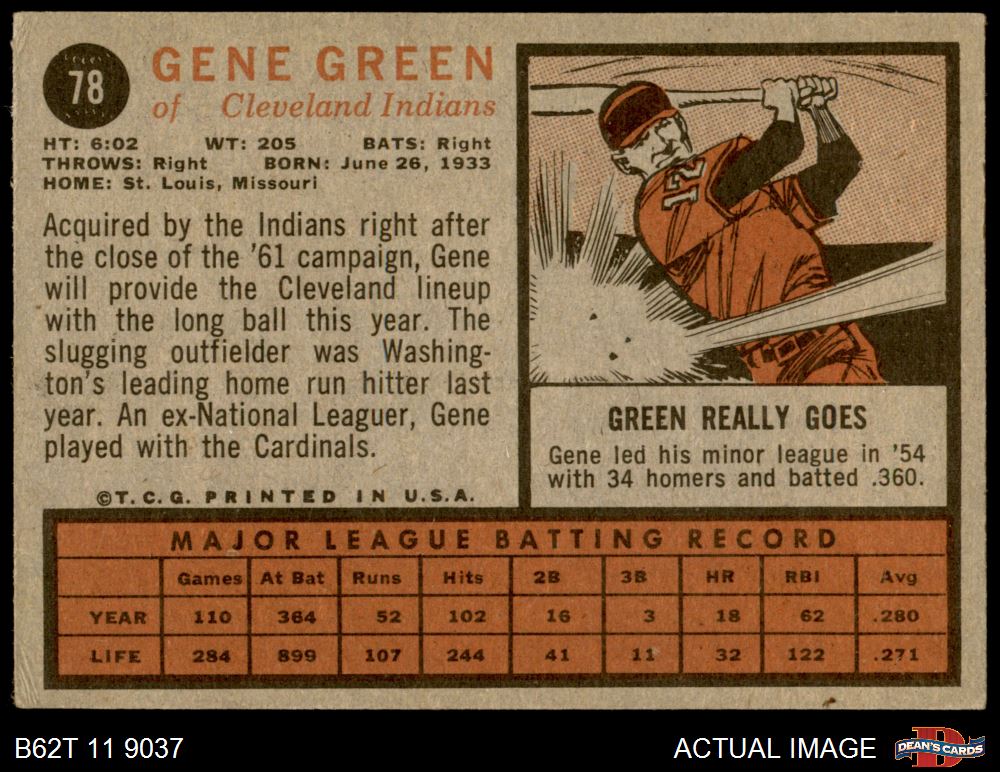 78
GENE GREEN
of Cleveland Indians
HT: 6:02 WT: 205 BATS: Right
THROWS: Right BORN: June 26, 1933
HOME: St. Louis, Missouri
Acquired by the Indians right after
the close of the '61 campaign, Gene
will provide the Cleveland lineup
with the long ball this year. The
slugging outfielder was Washing-
ton's leading home run hitter last
year. An ex-National Leaguer, Gene
played with the Cardinals.
©T.C.G. PRINTED IN U.S.A.
12
GREEN REALLY GOES
Gene led his minor league in '54
with 34 homers and batted .360.
MAJOR LEAGUE BATTING RECORD
Games At Bat Runs Hits 2B 3B HR RBI Avg
YEAR 110 364 52 102 16 3 18 62 .280
LIFE 284 899 107 244 41 11 32 122 .271
B62T 11 9037
ACTUAL IMAGE
D
DEAN'S CARDS